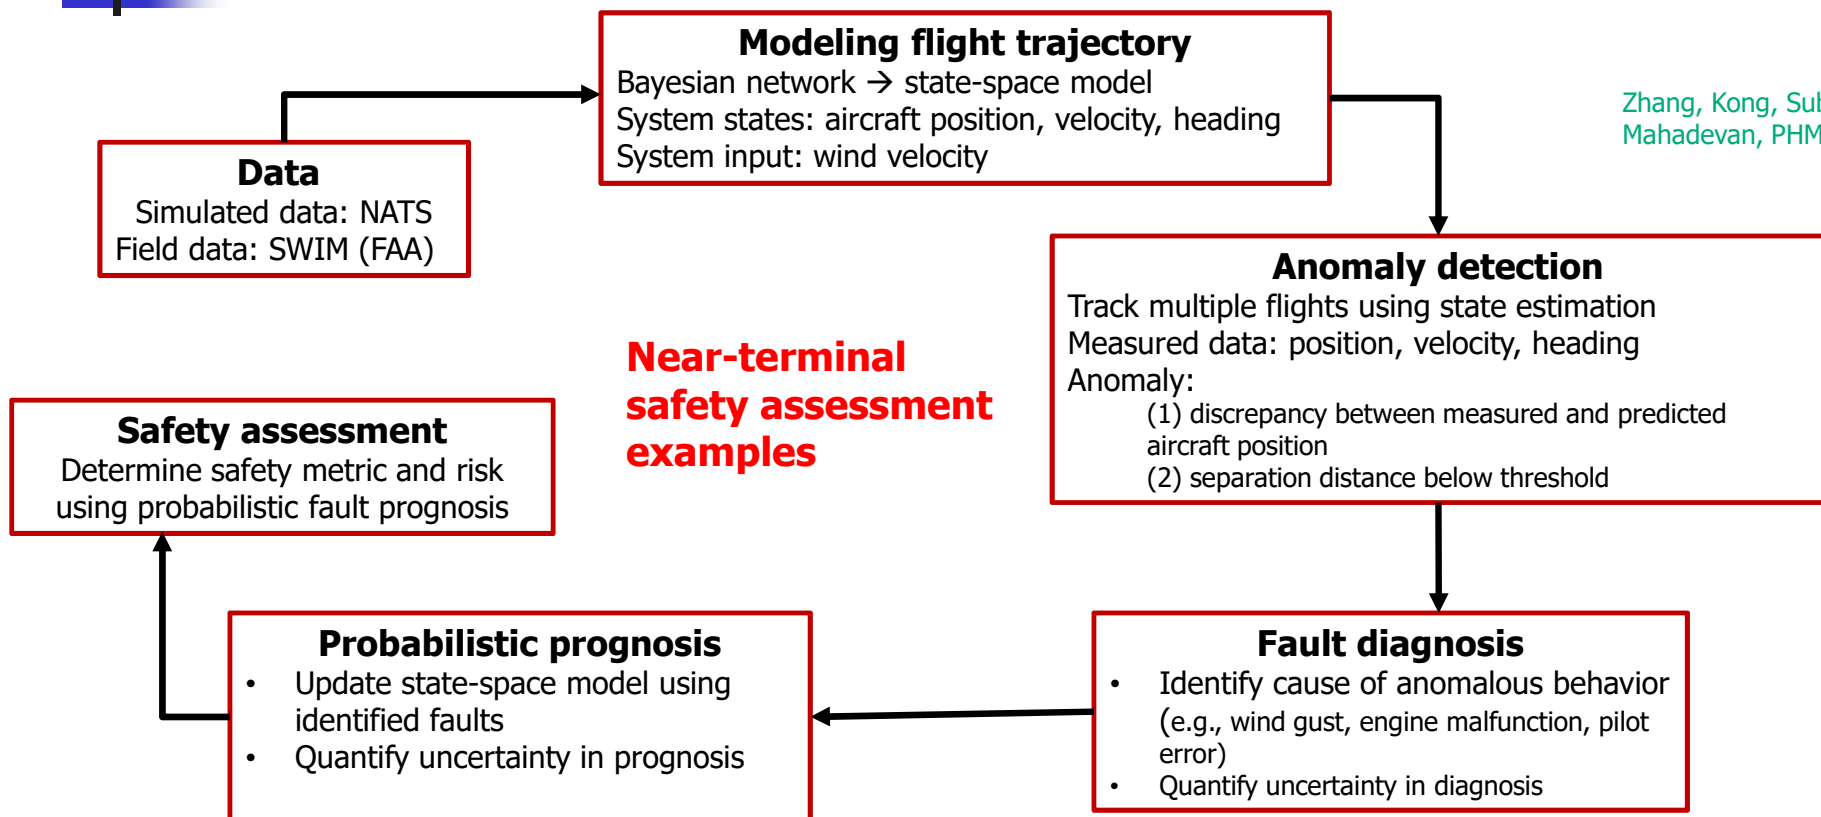 Modeling flight trajectory
Bayesian network → state-space model
System states: aircraft position, velocity, heading
System input: wind velocity
Zhang, Kong,
Mahadevan, PHM
Data
Simulated data: NATS
Field data: SWIM (FAA)
Anomaly detection
Track multiple flights using state estimation
Measured data: position, velocity, heading
Anomaly:
(1) discrepancy between measured and predicted
aircraft position
(2) separation distance below threshold
Near-terminal
safety assessment
examples
Safety assessment
Determine safety metric and risk
using probabilistic fault prognosis
Probabilistic prognosis
• Update state-space model using
identified faults
• Quantify uncertainty in prognosis
Fault diagnosis
• Identify cause of anomalous behavior
(e.g., wind gust, engine malfunction, pilot
error)
• Quantify uncertainty in diagnosis